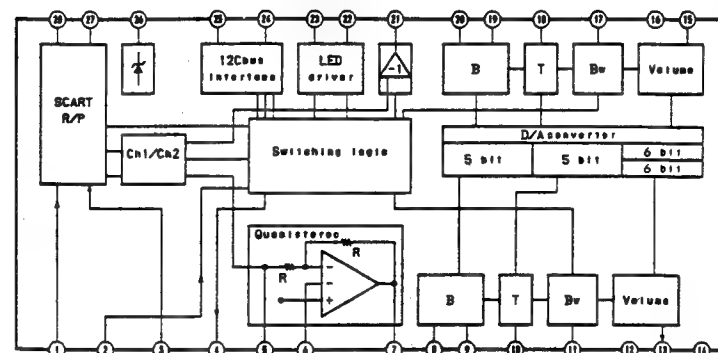 28 27 26 25 24 23 22 21 20 19 18 17 16 15
SCART
R/P
12Cbus
Interface
LED
driver
-1
B
T
Bw
Volume
Ch1/Ch2
Switching logic
D/Aconverter
5 bit
5 bit
6 bit
6 bit
Quasistereo
R
R
B
T
Bw
Volume
1 2 3 4 5 6 7 8 9 10 11 12 13 14